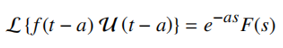 ℒ{f(t − a) 𝒰(t − a)} = e^{−as}F(s)